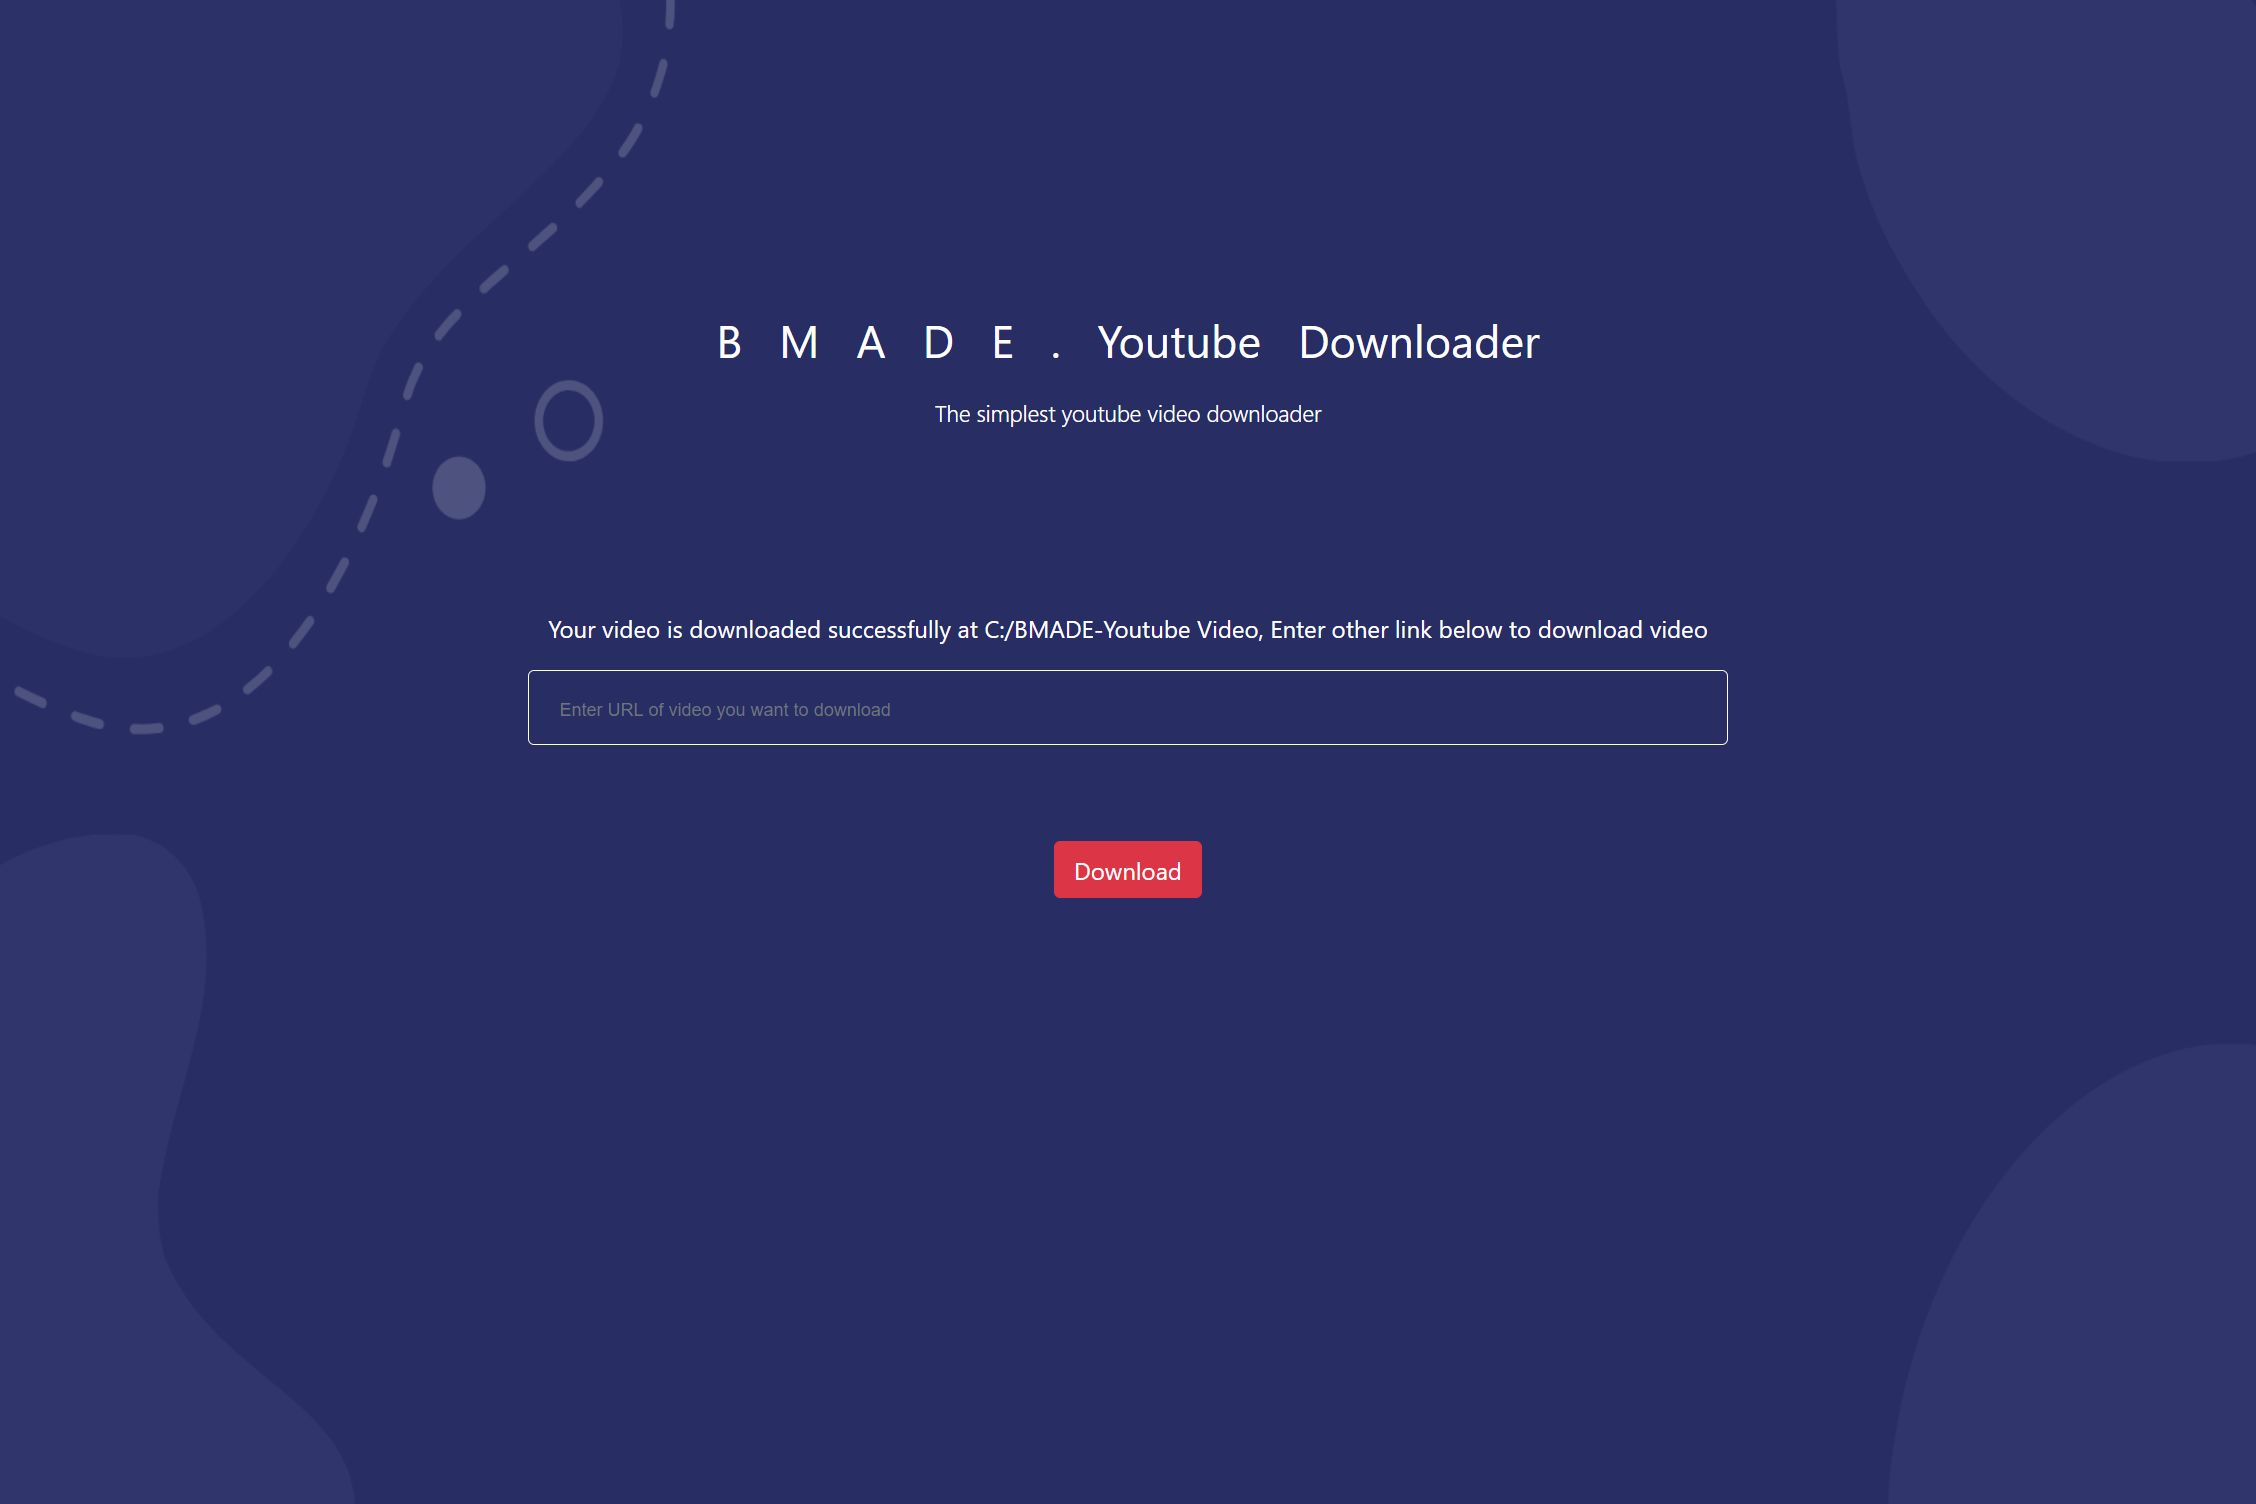 B M A D E . Youtube Downloader
The simplest youtube video downloader
Your video is downloaded successfully at C:/BMADE-Youtube Video, Enter other link below to download video
Enter URL of video you want to download
Download